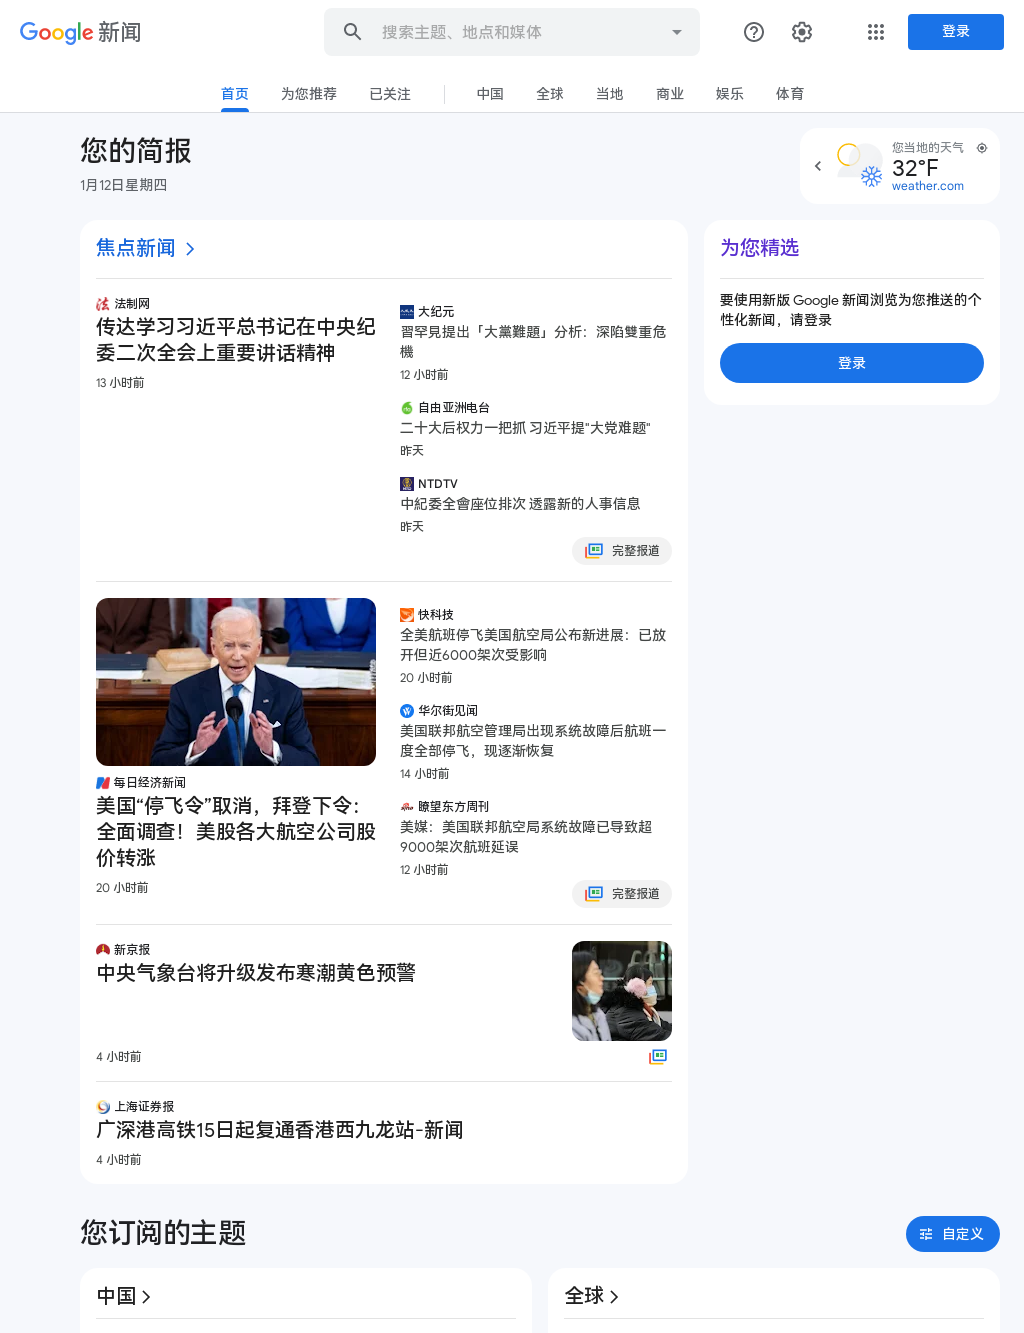 Google 新闻
搜索主题、地点和媒体
登录
首页
为您推荐
已关注
中国
全球
当地
商业
娱乐
体育
您的简报
1月12日星期四
您当地的天气
32°F
weather.com
焦点新闻
法制网
传达学习习近平总书记在中央纪
委二次全会上重要讲话精神
13 小时前
大纪元
習罕見提出「大黨難題」分析：深陷雙重危
機
12 小时前
自由亚洲电台
二十大后权力一把抓 习近平提"大党难题"
昨天
NTDTV
中紀委全會座位排次 透露新的人事信息
昨天
完整报道
每日经济新闻
美国“停飞令”取消，拜登下令：
全面调查！美股各大航空公司股
价转涨
20 小时前
快科技
全美航班停飞美国航空局公布新进展：已放
开但近6000架次受影响
20 小时前
华尔街见闻
美国联邦航空管理局出现系统故障后航班一
度全部停飞，现逐渐恢复
14 小时前
瞭望东方周刊
美媒：美国联邦航空局系统故障已导致超
9000架次航班延误
12 小时前
完整报道
新京报
中央气象台将升级发布寒潮黄色预警
4 小时前
上海证券报
广深港高铁15日起复通香港西九龙站-新闻
4 小时前
为您精选
要使用新版 Google 新闻浏览为您推送的个
性化新闻，请登录
登录
您订阅的主题
自定义
中国
全球